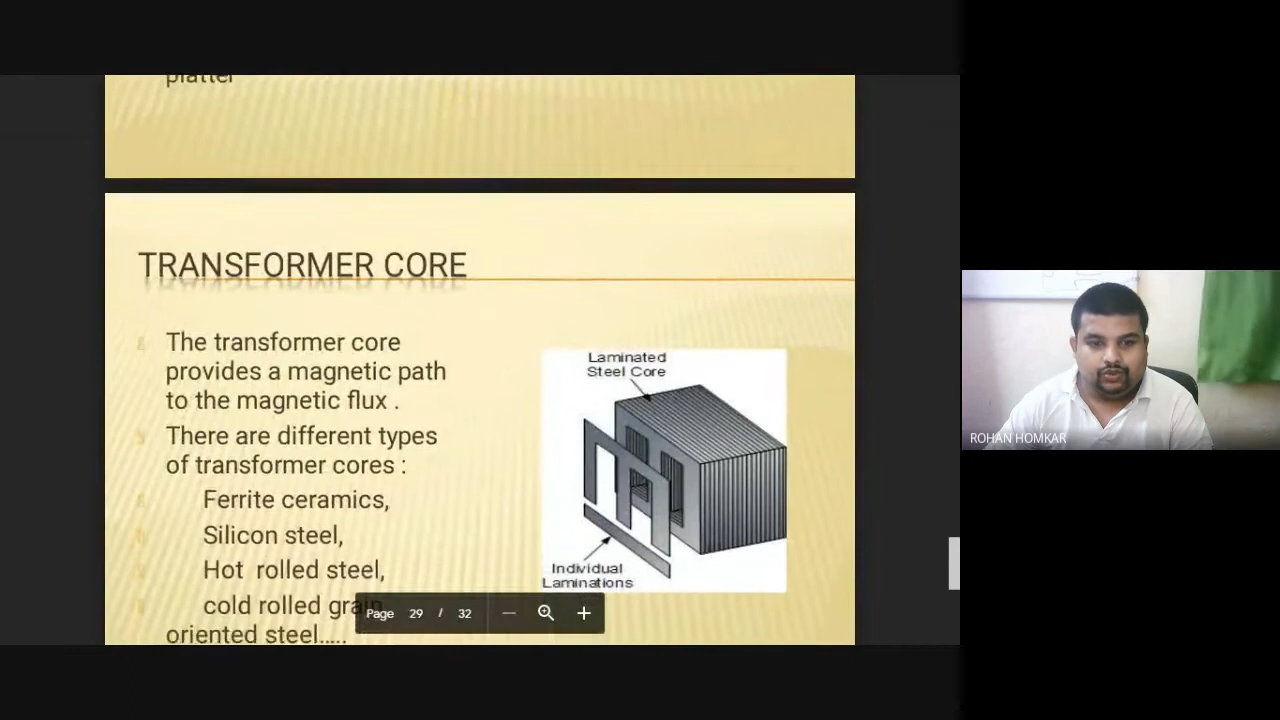 platter
TRANSFORMER CORE
The transformer core
provides a magnetic path
to the magnetic flux .
There are different types
of transformer cores :
Ferrite ceramics,
Silicon steel,
Hot rolled steel,
cold rolled grain
oriented steel.....
Laminated
Steel Core
Individual
Laminations
Page 29 / 32
ROHAN HOMKAR